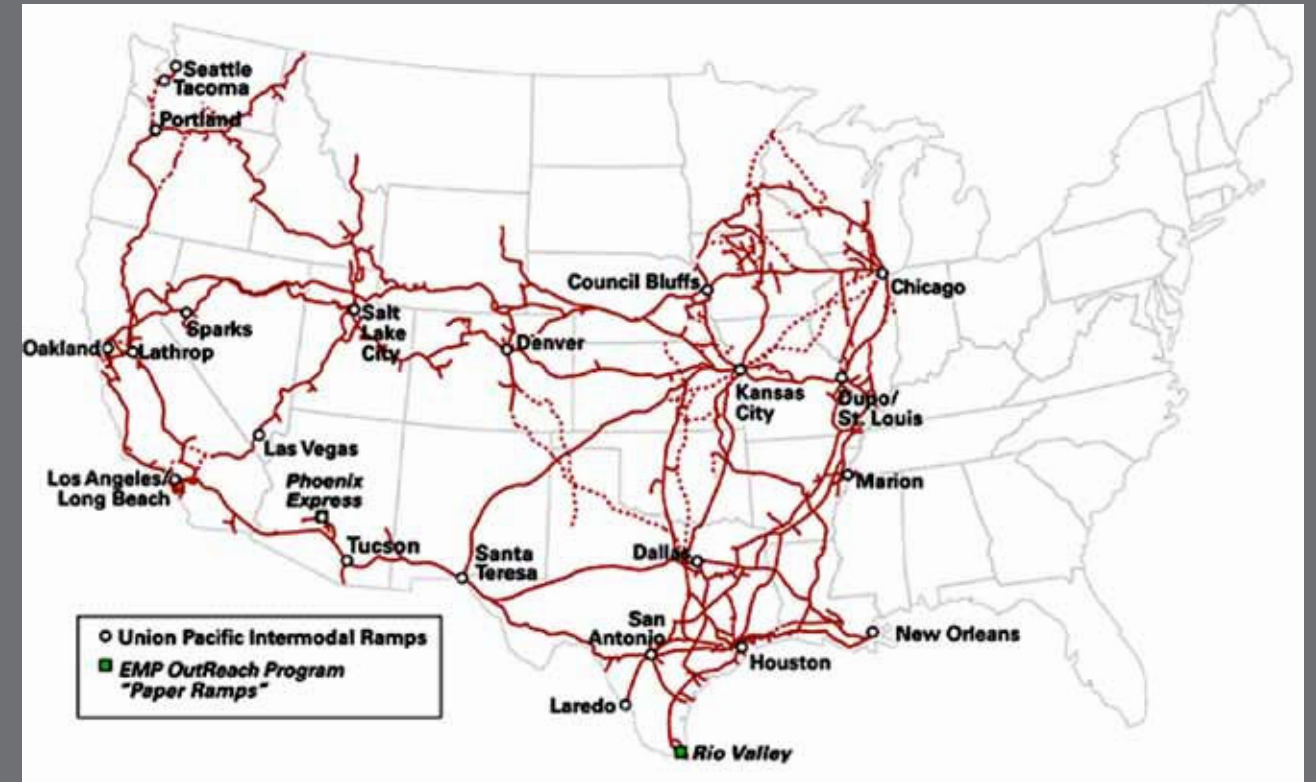 Seattle
Tacoma
Portland
Council Bluffs
Chicago
Sparks
Salt
Lake
City
Denver
Oakland
Lathrop
Kansas
City
Dupo/
St. Louis
Las Vegas
Los Angeles/
Long Beach
Phoenix
Express
Marion
Tucson
Santa
Teresa
Dallas
San
Antonio
New Orleans
Houston
Laredo
Rio Valley
Union Pacific Intermodal Ramps
EMP OutReach Program
"Paper Ramps"